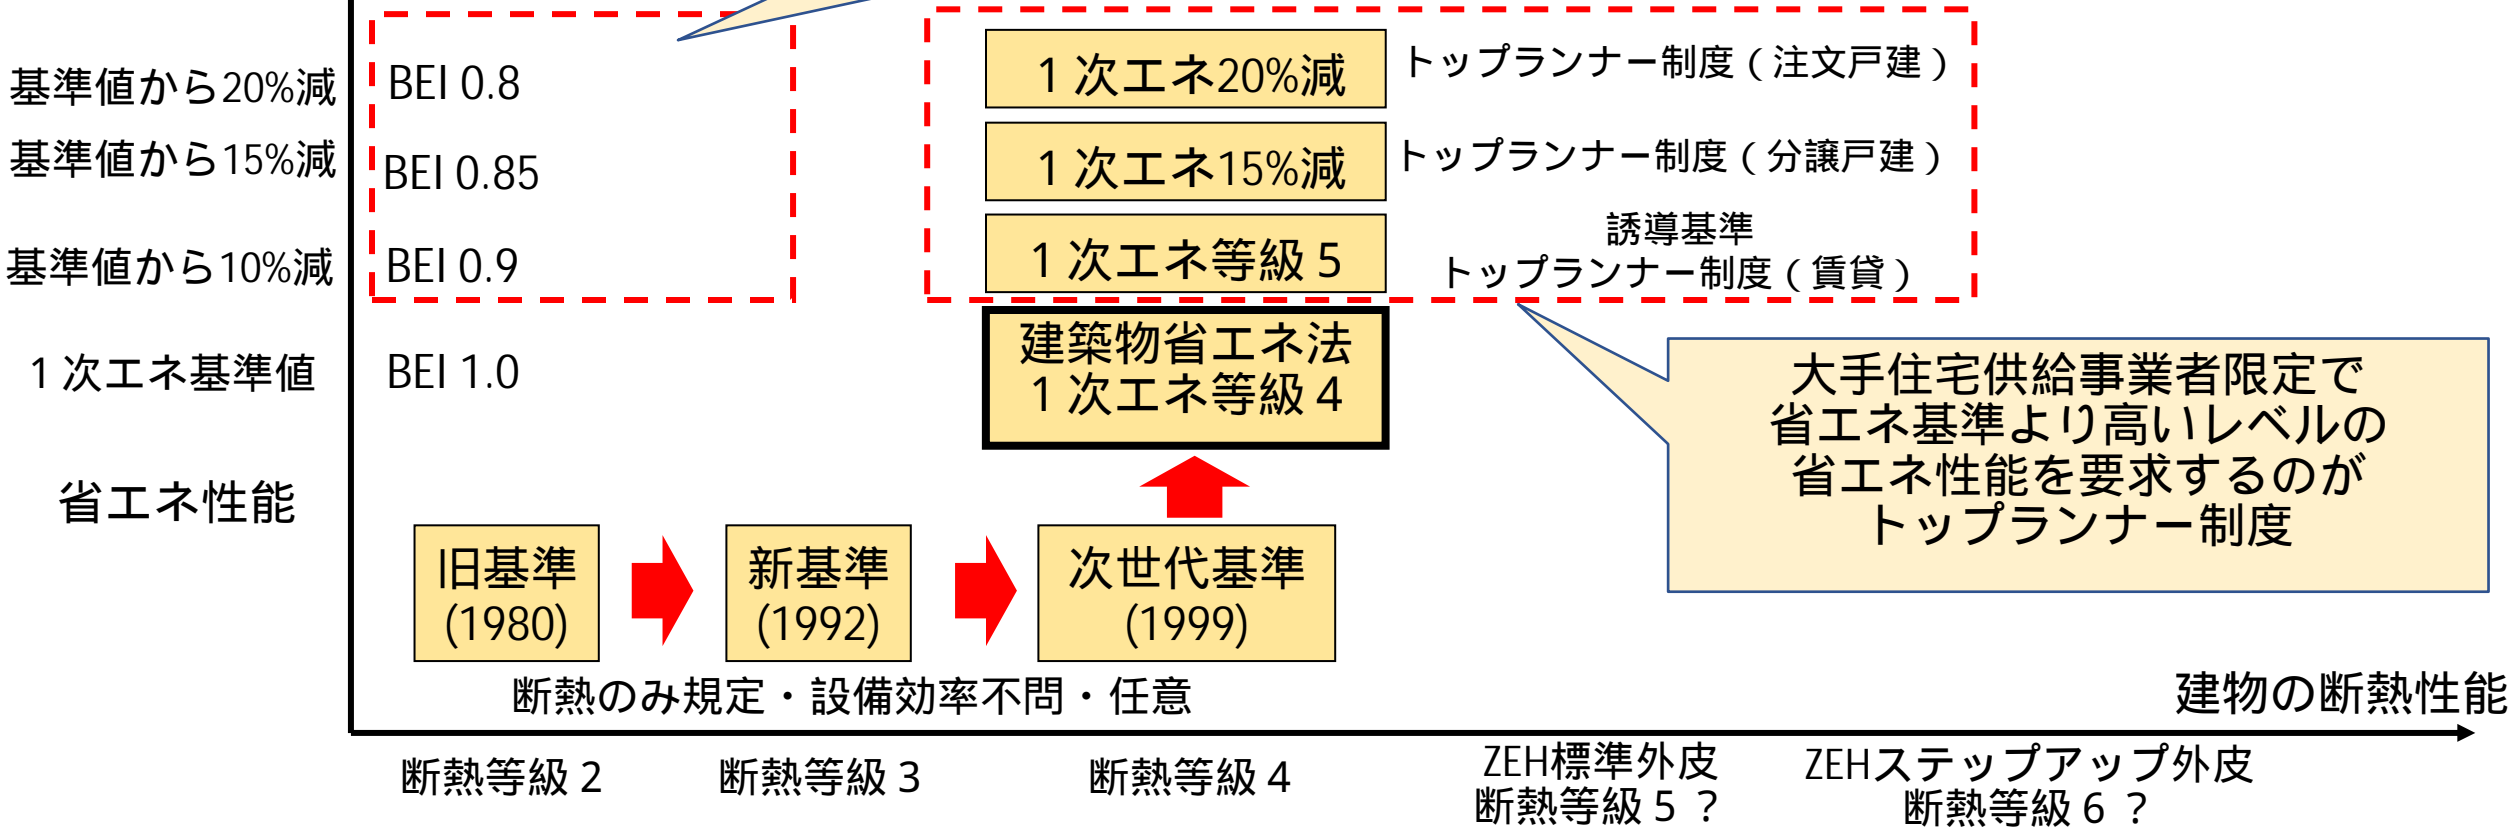 基準値から20%減
BEI 0.8
１次エネ20%減
トップランナー制度（注文戸建）
基準値から15%減
BEI 0.85
１次エネ15%減
トップランナー制度（分譲戸建）
基準値から10%減
BEI 0.9
１次エネ等級５
誘導基準
トップランナー制度（賃貸）
１次エネ基準値
BEI 1.0
建築物省エネ法
１次エネ等級４
大手住宅供給事業者限定で
省エネ基準より高いレベルの
省エネ性能を要求するのが
トップランナー制度
省エネ性能
旧基準
(1980)
新基準
(1992)
次世代基準
(1999)
断熱のみ規定・設備効率不問・任意
建物の断熱性能
断熱等級２
断熱等級３
断熱等級４
ZEH標準外皮
断熱等級５？
ZEHステップアップ外皮
断熱等級６？